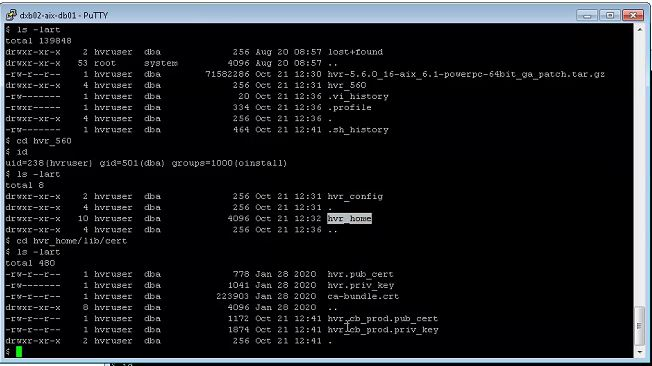 dxb02-aix-db01 - PuTTY
$ ls -lart
total 139848
drwxr-xr-x 2 hvruser dba 256 Aug 20 08:57 lost+found
drwxr-xr-x 53 root system 4096 Aug 20 08:57 ..
-rw-r--r-- 1 hvruser dba 71582286 Oct 21 12:30 hvr-5.6.0_16-aix_6.1-powerpc-64bit_ga_patch.tar.gz
drwxr-xr-x 4 hvruser dba 256 Oct 21 12:31 hvr_560
-rw------- 1 hvruser dba 20 Oct 21 12:36 .vi_history
-rwxr----- 1 hvruser dba 334 Oct 21 12:36 .profile
drwxr-xr-x 4 hvruser dba 256 Oct 21 12:36 .
-rw------- 1 hvruser dba 464 Oct 21 12:41 .sh_history
$ cd hvr_560
$ id
uid=238(hvruser) gid=501(dba) groups=1000(oinstall)
$ ls -lart
total 8
drwxr-xr-x 2 hvruser dba 256 Oct 21 12:31 hvr_config
drwxr-xr-x 4 hvruser dba 256 Oct 21 12:31 .
drwxr-xr-x 10 hvruser dba 4096 Oct 21 12:32 hvr_home
drwxr-xr-x 4 hvruser dba 256 Oct 21 12:36 ..
$ cd hvr_home/lib/cert
$ ls -lart
total 480
-rw-r--r-- 1 hvruser dba 778 Jan 28 2020 hvr.pub_cert
-rw------- 1 hvruser dba 1041 Jan 28 2020 hvr.priv_key
-rw------- 1 hvruser dba 223903 Jan 28 2020 ca-bundle.crt
drwxr-xr-x 8 hvruser dba 4096 Jan 28 2020 ..
-rw-r--r-- 1 hvruser dba 1172 Oct 21 12:41 hvr_cb_prod.pub_cert
-rw------- 1 hvruser dba 1874 Oct 21 12:41 hvr_cb_prod.priv_key
drwxr-xr-x 2 hvruser dba 256 Oct 21 12:41 .
$